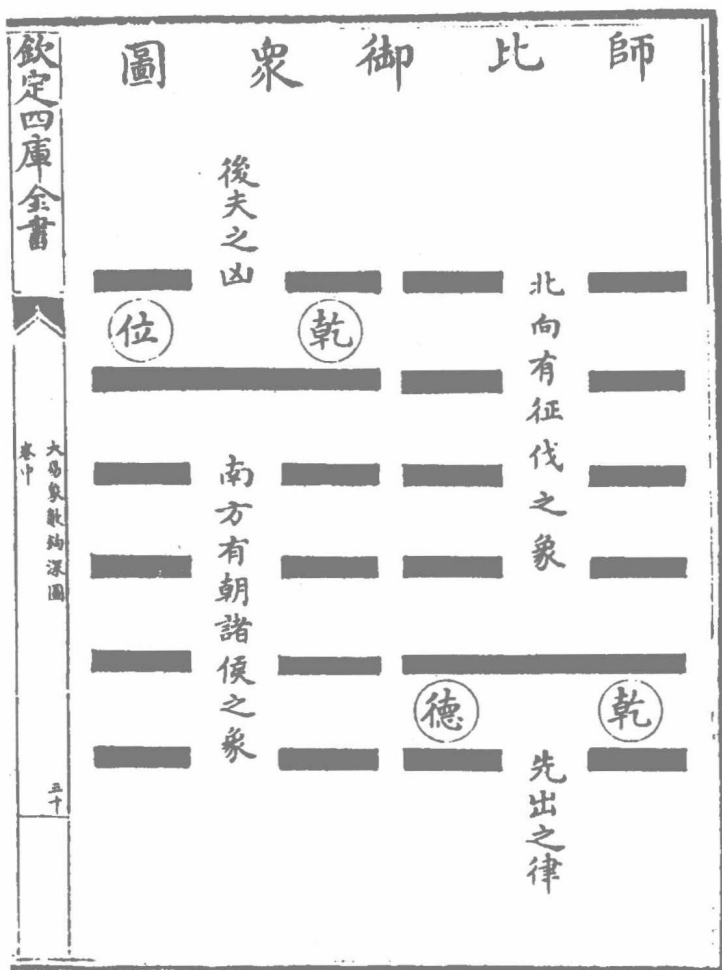 師比御衆圖
北向有征伐之象
乾
德
先出之律
後夫之凶
乾
位
南方有朝諸侯之象
欽定四庫全書
大易象數鈎深圖
卷中
五十